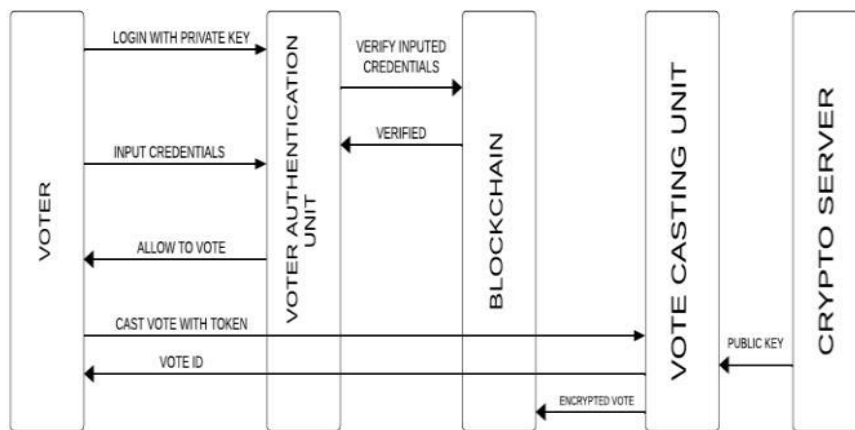 LOGIN WITH PRIVATE KEY
VERIFY INPUTED
CREDENTIALS
VERIFIED
INPUT CREDENTIALS
ALLOW TO VOTE
CAST VOTE WITH TOKEN
VOTE ID
PUBLIC KEY
ENCRYPTED VOTE
VOTER
VOTER AUTHENTICATION
UNIT
BLOCKCHAIN
VOTE CASTING UNIT
CRYPTO SERVER